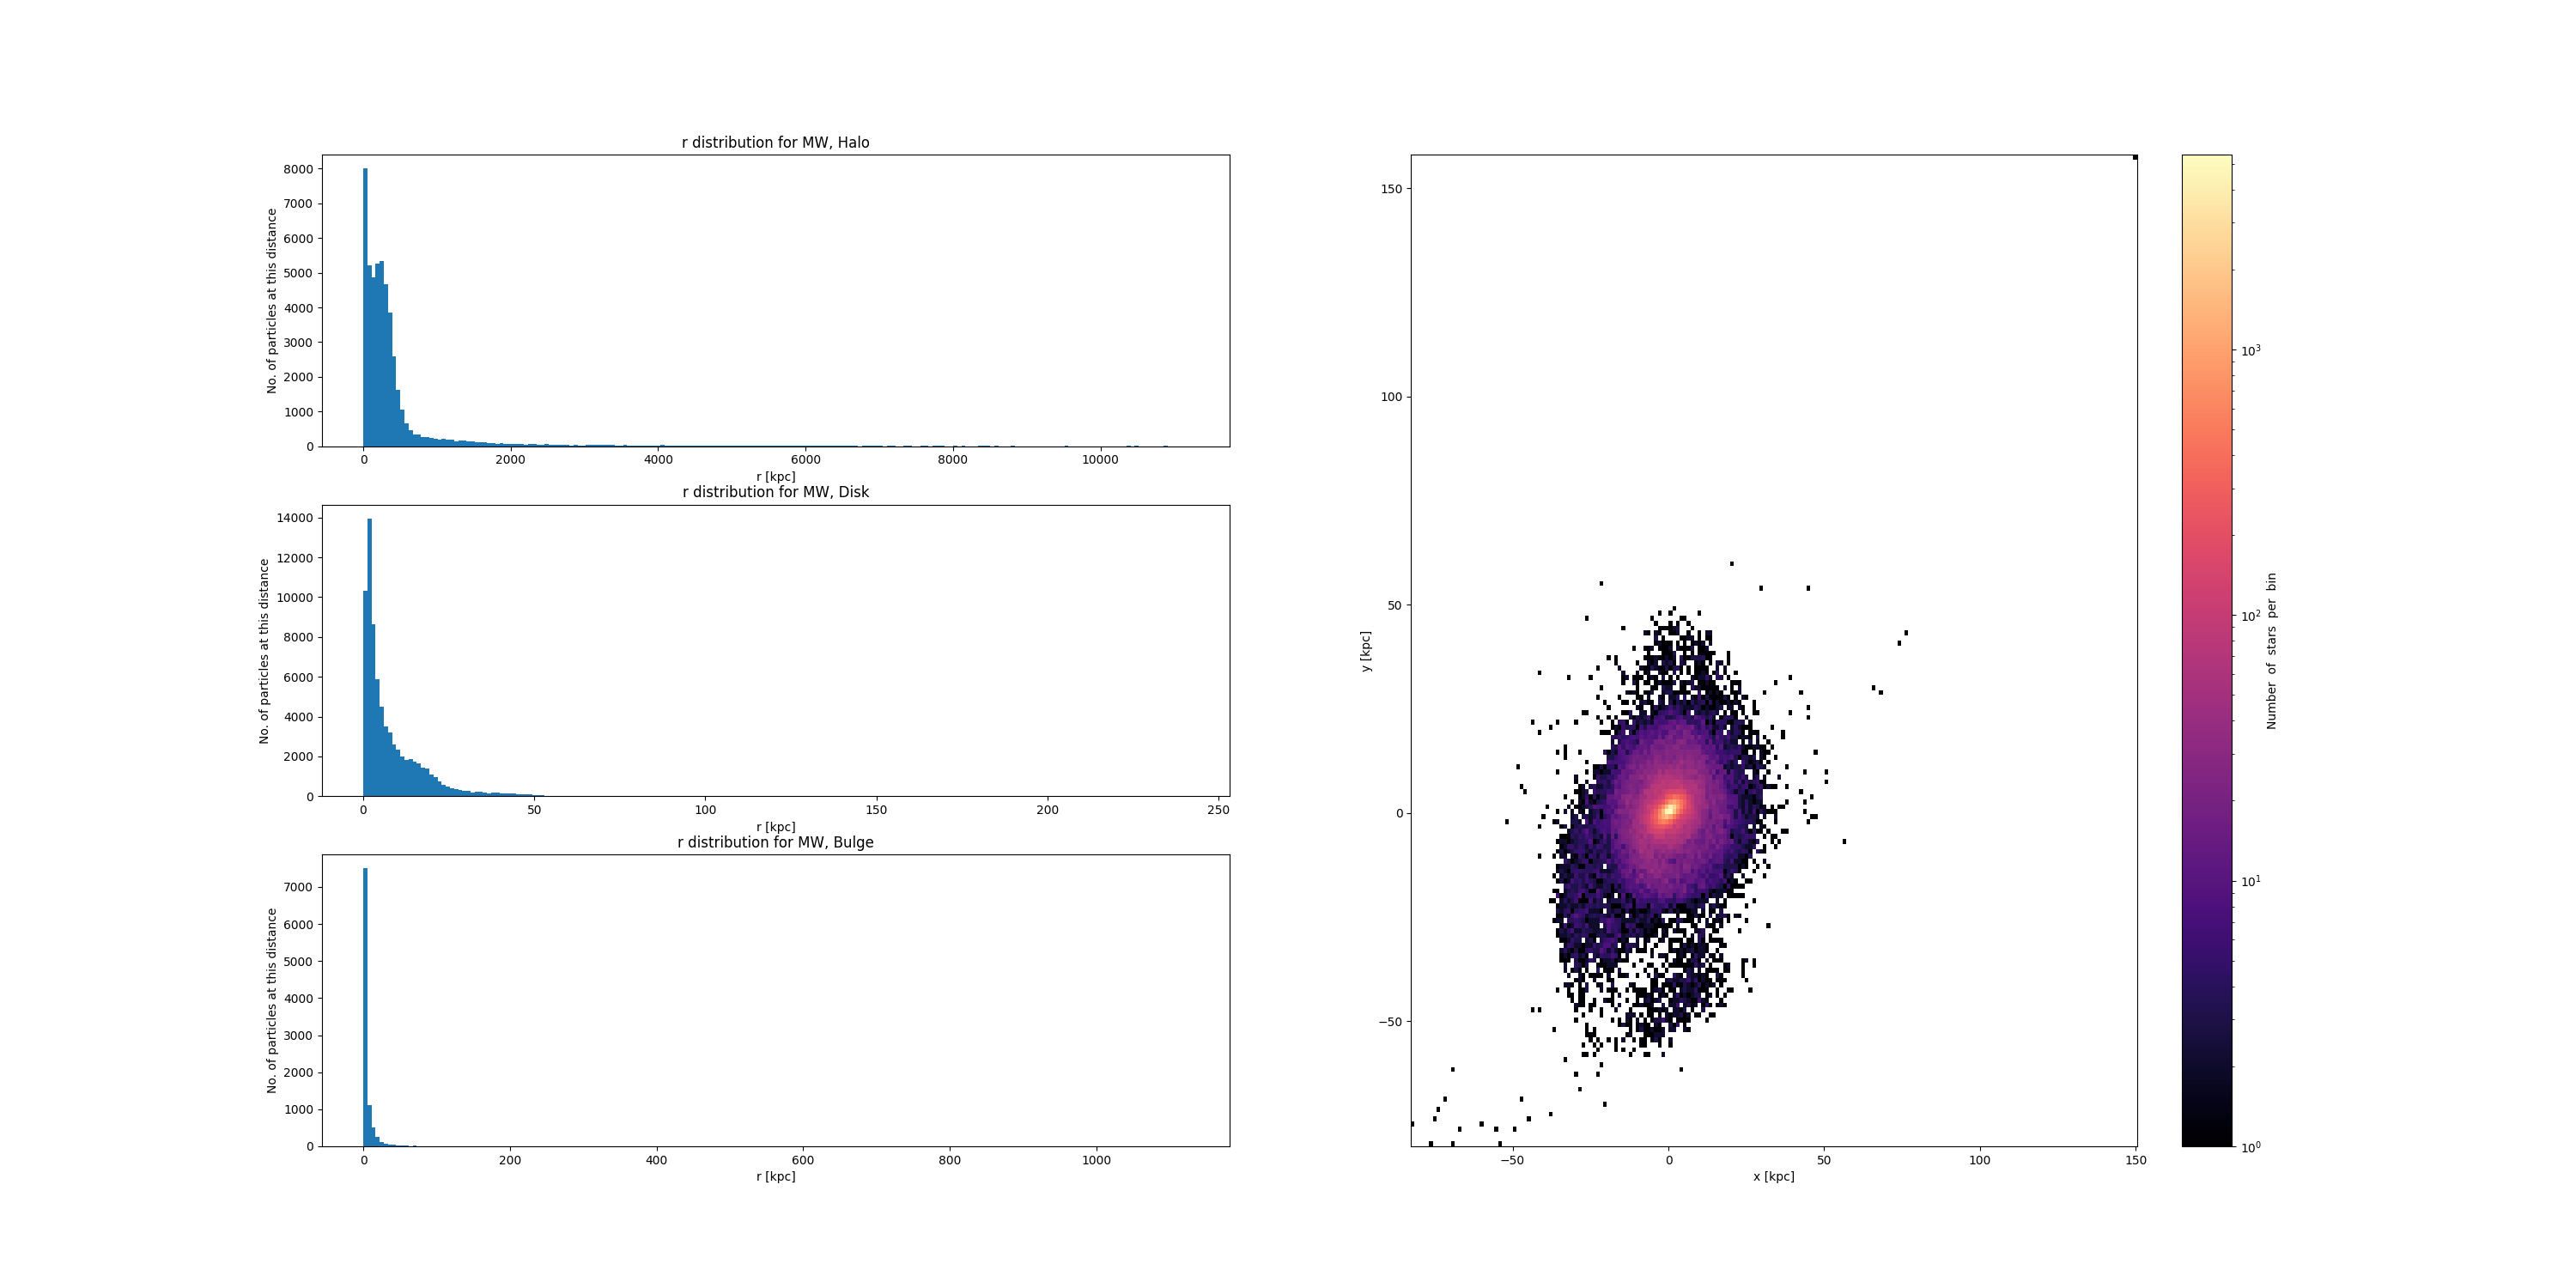 r distribution for MW, Halo
No. of particles at this distance
8000
7000
6000
5000
4000
3000
2000
1000
0
0 2000 4000 6000 8000 10000
r [kpc]
r distribution for MW, Disk
No. of particles at this distance
14000
12000
10000
8000
6000
4000
2000
0
0 50 100 150 200 250
r [kpc]
r distribution for MW, Bulge
No. of particles at this distance
7000
6000
5000
4000
3000
2000
1000
0
0 200 400 600 800 1000
r [kpc]
y [kpc]
150
100
50
0
−50
−50 0 50 100 150
x [kpc]
10³
10²
10¹
10⁰
Number of stars per bin